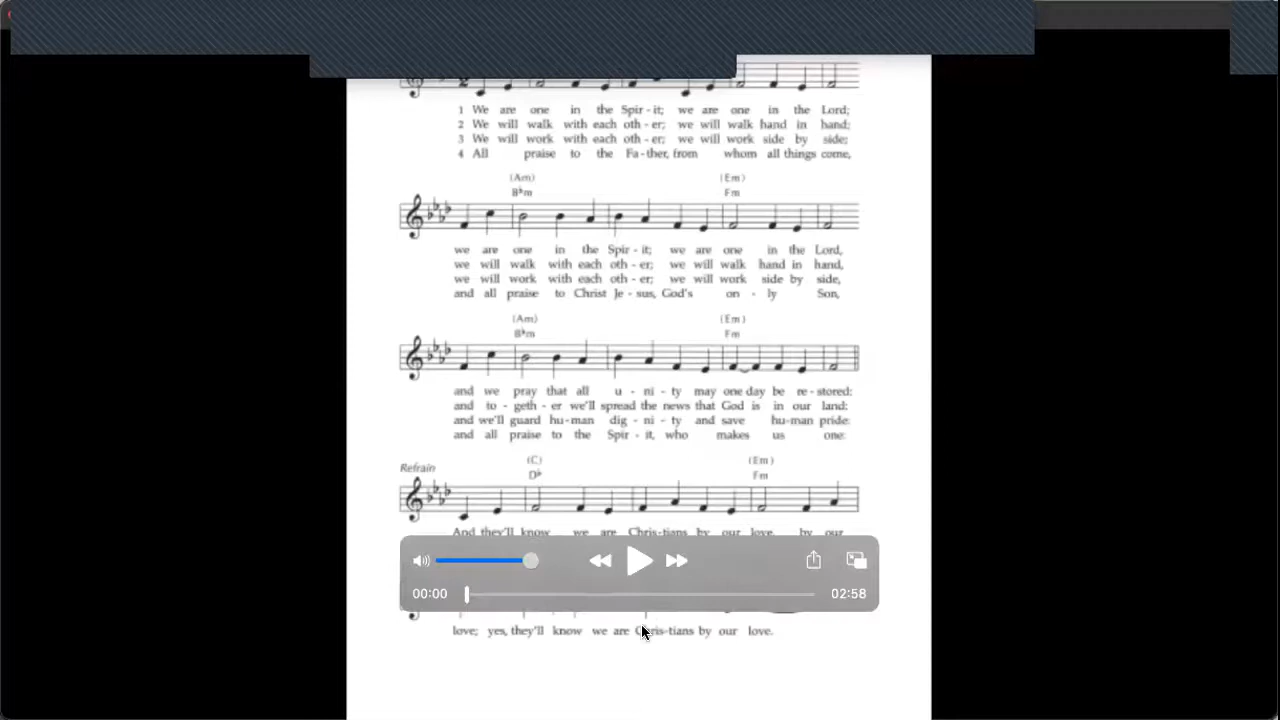 1 We are one in the Spir - it; we are one in the Lord;
2 We will walk with each oth - er; we will walk hand in hand;
3 We will work with each oth - er; we will work side by side;
4 All praise to the Fa - ther, from whom all things come,
(Am) (Em)
B♭m Fm
we are one in the Spir - it; we are one in the Lord,
we will walk with each oth - er; we will walk hand in hand,
we will work with each oth - er; we will work side by side,
and all praise to Christ Je - sus, God's on - ly Son,
(Am) (Em)
B♭m Fm
and we pray that all u - ni - ty may one day be re - stored:
and to - geth - er we'll spread the news that God is in our land:
and we'll guard hu - man dig - ni - ty and save hu - man pride:
and all praise to the Spir - it, who makes us one:
(C) (Em)
Refrain D♭ Fm
And they'll know we are Chris - tians by our love, by our
00:00 02:58
love; yes, they'll know we are Chris - tians by our love.